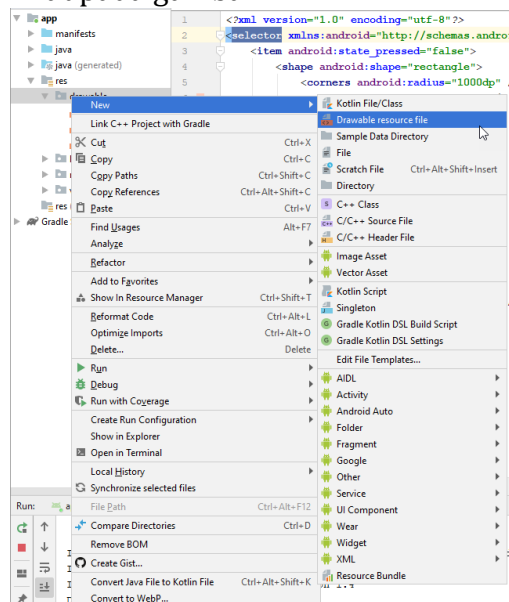 app
manifests
java
java (generated)
res
drawable
res
Gradle
1 <?xml version="1.0" encoding="utf-8"?>
2 <selector xmlns:android="http://schemas.andro
3 <item android:state_pressed="false">
4 <shape android:shape="rectangle">
5 <corners android:radius="1000dp"
New
Link C++ Project with Gradle
Cut Ctrl+X
Copy Ctrl+C
Copy Paths Ctrl+Shift+C
Copy References Ctrl+Alt+Shift+C
Paste Ctrl+V
Find Usages Alt+F7
Analyze
Refactor
Add to Favorites
Show In Resource Manager Ctrl+Shift+T
Reformat Code Ctrl+Alt+L
Optimize Imports Ctrl+Alt+O
Delete... Delete
Run
Debug
Run with Coverage
Create Run Configuration
Show in Explorer
Open in Terminal
Local History
Synchronize selected files
File Path Ctrl+Alt+F12
Compare Directories Ctrl+D
Remove BOM
Create Gist...
Convert Java File to Kotlin File Ctrl+Alt+Shift+K
Convert to WebP...
Kotlin File/Class
Drawable resource file
Sample Data Directory
File
Scratch File Ctrl+Alt+Shift+Insert
Directory
C++ Class
C/C++ Source File
C/C++ Header File
Image Asset
Vector Asset
Kotlin Script
Singleton
Gradle Kotlin DSL Build Script
Gradle Kotlin DSL Settings
Edit File Templates...
AIDL
Activity
Android Auto
Folder
Fragment
Google
Other
Service
UI Component
Wear
Widget
XML
Resource Bundle
Run: